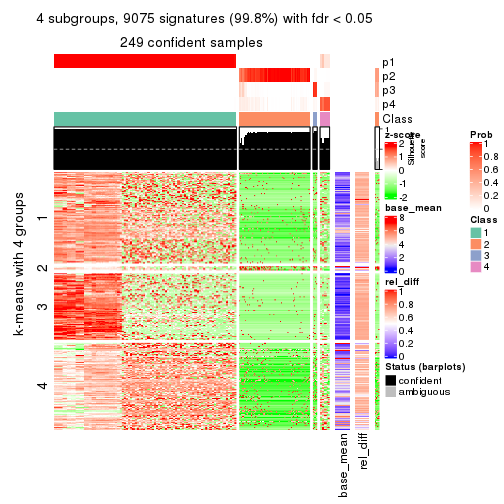 4 subgroups, 9075 signatures (99.8%) with fdr < 0.05
249 confident samples
p1
p2
p3
p4
Class
1
Silhouette
score
k-means with 4 groups
1
2
3
4
base_mean
rel_diff
z-score
2
1
0
-1
-2
base_mean
8
6
4
2
0
rel_diff
1
0.8
0.6
0.4
0.2
0
Status (barplots)
confident
ambiguous
Prob
1
0.8
0.6
0.4
0.2
0
Class
1
2
3
4